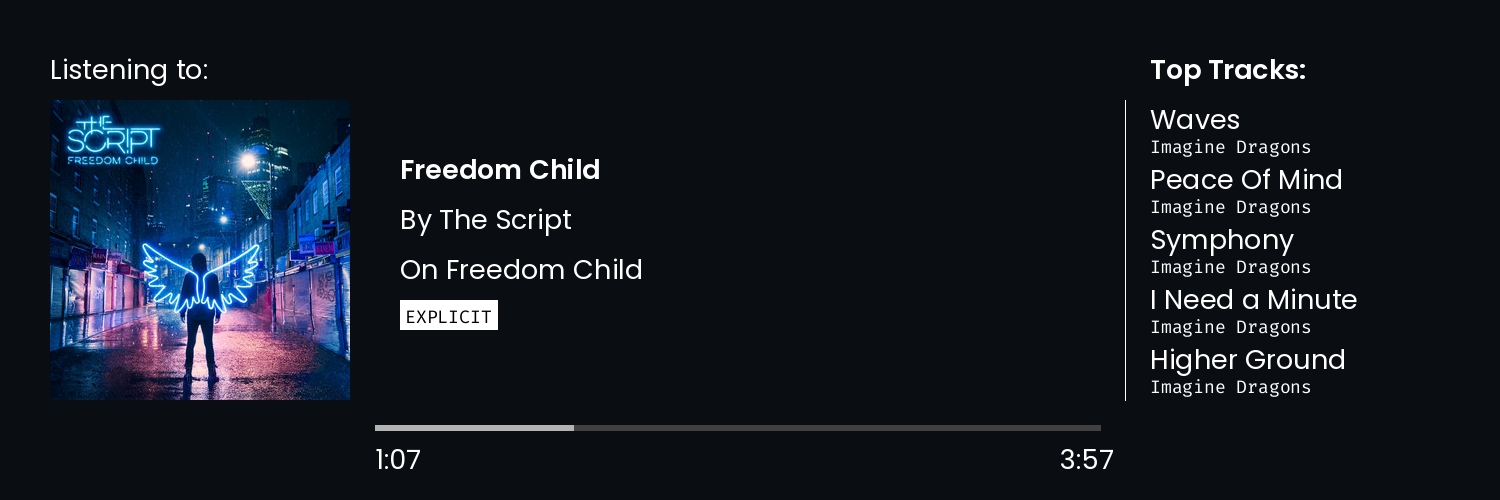 Listening to:
THE
SCRIPT
FREEDOM CHILD
Freedom Child
By The Script
On Freedom Child
EXPLICIT
1:07
3:57
Top Tracks:
Waves
Imagine Dragons
Peace Of Mind
Imagine Dragons
Symphony
Imagine Dragons
I Need a Minute
Imagine Dragons
Higher Ground
Imagine Dragons